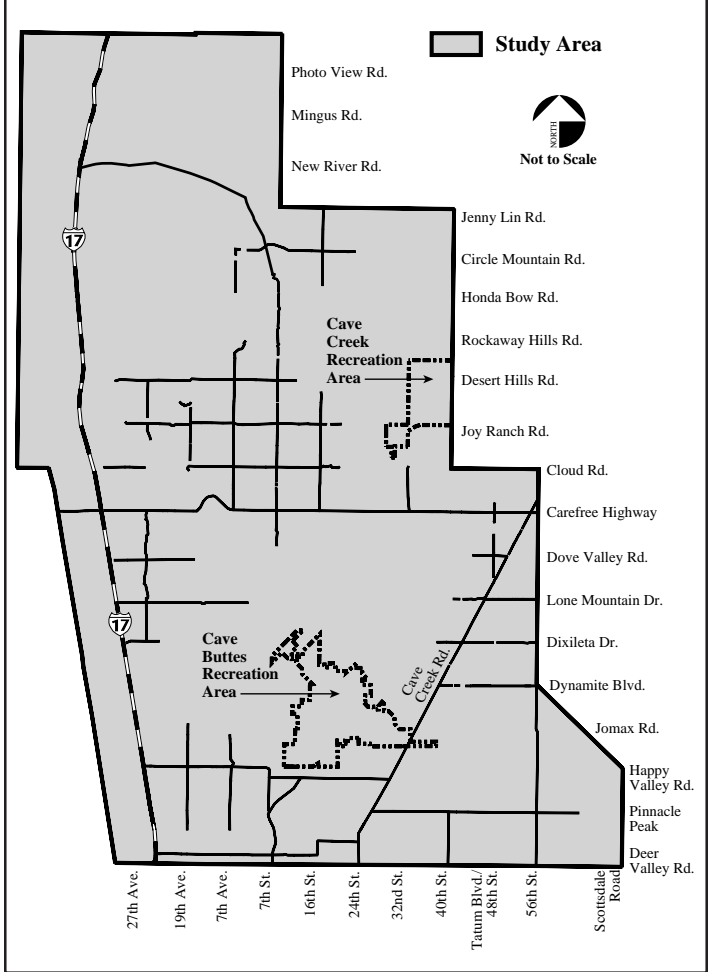 Study Area
NORTH
Not to Scale
Photo View Rd.
Mingus Rd.
New River Rd.
Jenny Lin Rd.
17
Circle Mountain Rd.
Honda Bow Rd.
Cave
Creek
Recreation
Area
Rockaway Hills Rd.
Desert Hills Rd.
Joy Ranch Rd.
Cloud Rd.
Carefree Highway
Dove Valley Rd.
Lone Mountain Dr.
17
Cave
Buttes
Recreation
Area
Cave
Creek Rd.
Dixileta Dr.
Dynamite Blvd.
Jomax Rd.
Happy
Valley Rd.
Pinnacle
Peak
Deer
Valley Rd.
27th Ave.
19th Ave.
7th Ave.
7th St.
16th St.
24th St.
32nd St.
40th St.
Tatum Blvd./
48th St.
56th St.
Scottsdale
Road